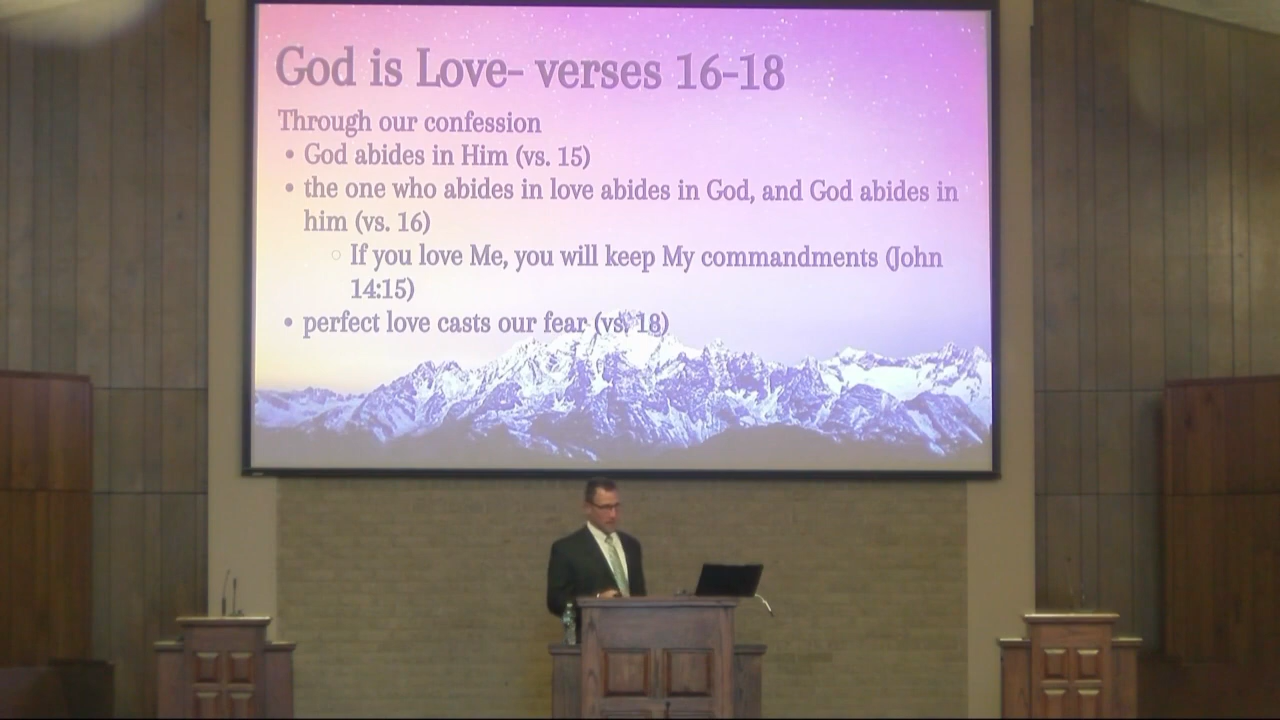 God is Love- verses 16-18
Through our confession
• God abides in Him (vs. 15)
• the one who abides in love abides in God, and God abides in
him (vs. 16)
○ If you love Me, you will keep My commandments (John
14:15)
• perfect love casts our fear (vs. 18)